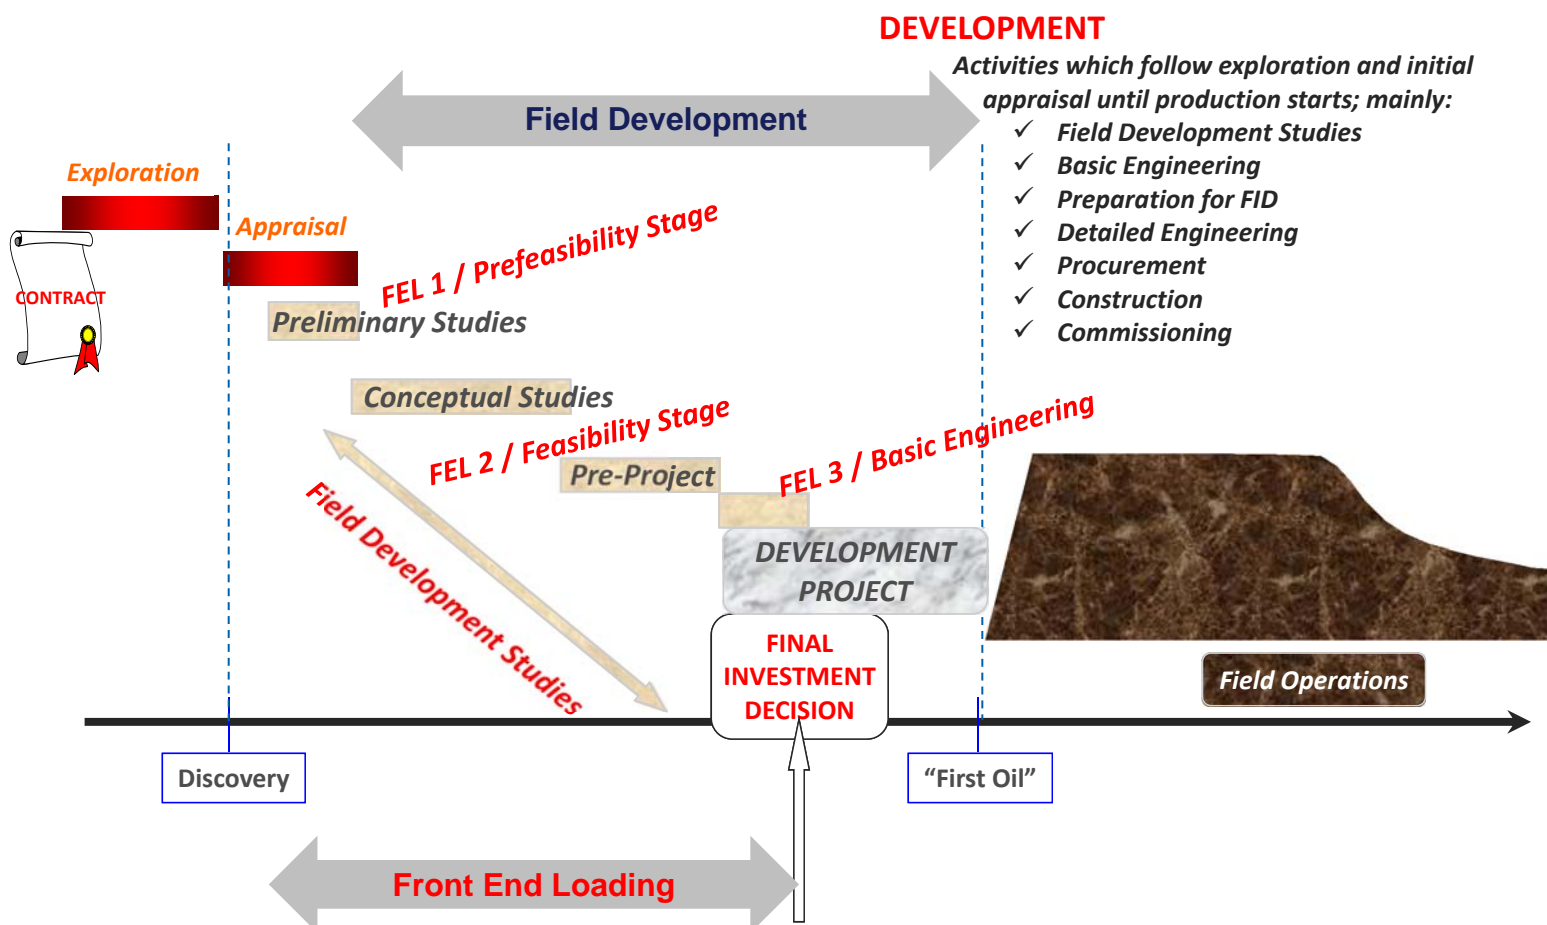 DEVELOPMENT
Activities which follow exploration and initial
appraisal until production starts; mainly:
✓ Field Development Studies
✓ Basic Engineering
✓ Preparation for FID
✓ Detailed Engineering
✓ Procurement
✓ Construction
✓ Commissioning
Field Development
Exploration
Appraisal
CONTRACT
FEL 1 / Prefeasibility Stage
Preliminary Studies
Conceptual Studies
FEL 2 / Feasibility Stage
Pre-Project
FEL 3 / Basic Engineering
Field Development Studies
DEVELOPMENT
PROJECT
FINAL
INVESTMENT
DECISION
Field Operations
Discovery
“First Oil”
Front End Loading